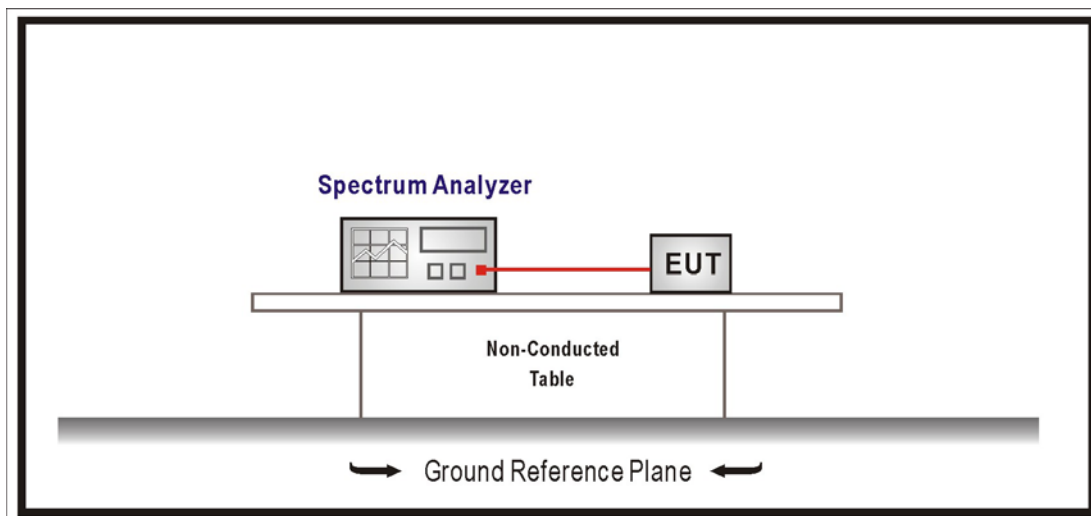 Spectrum Analyzer
EUT
Non-Conducted
Table
Ground Reference Plane